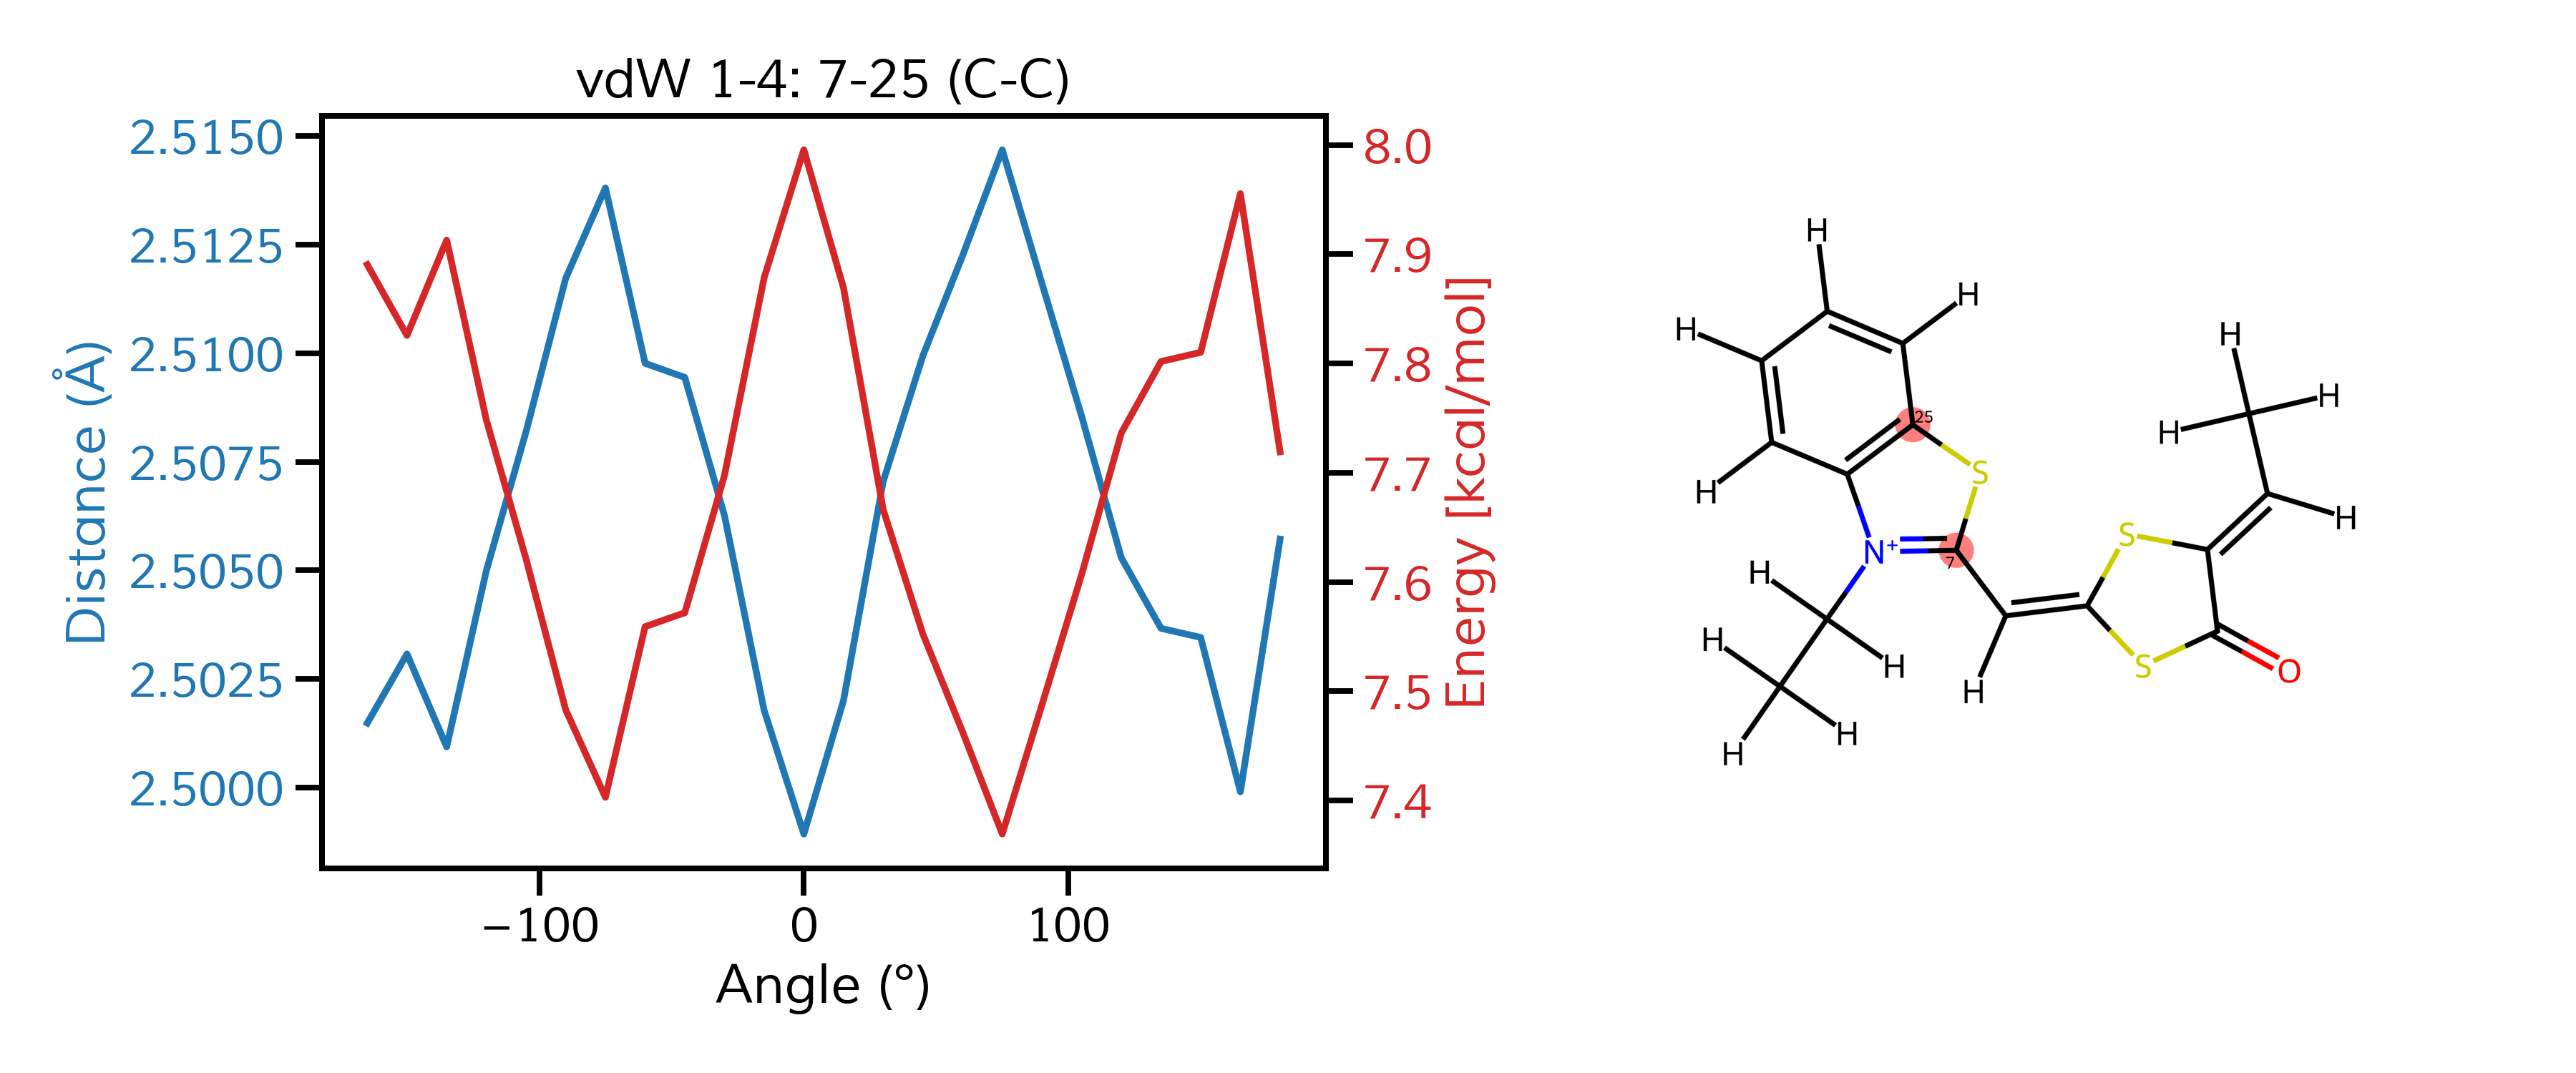 vdW 1-4: 7-25 (C-C)
Distance (Å)
2.5150
2.5125
2.5100
2.5075
2.5050
2.5025
2.5000
8.0
7.9
7.8
7.7
7.6
7.5
7.4
Energy [kcal/mol]
−100 0 100
Angle (°)
H
H
H
H
H
H
H
25
S
H
H
S
N+
7
H
H
H
S
H
O
H
H